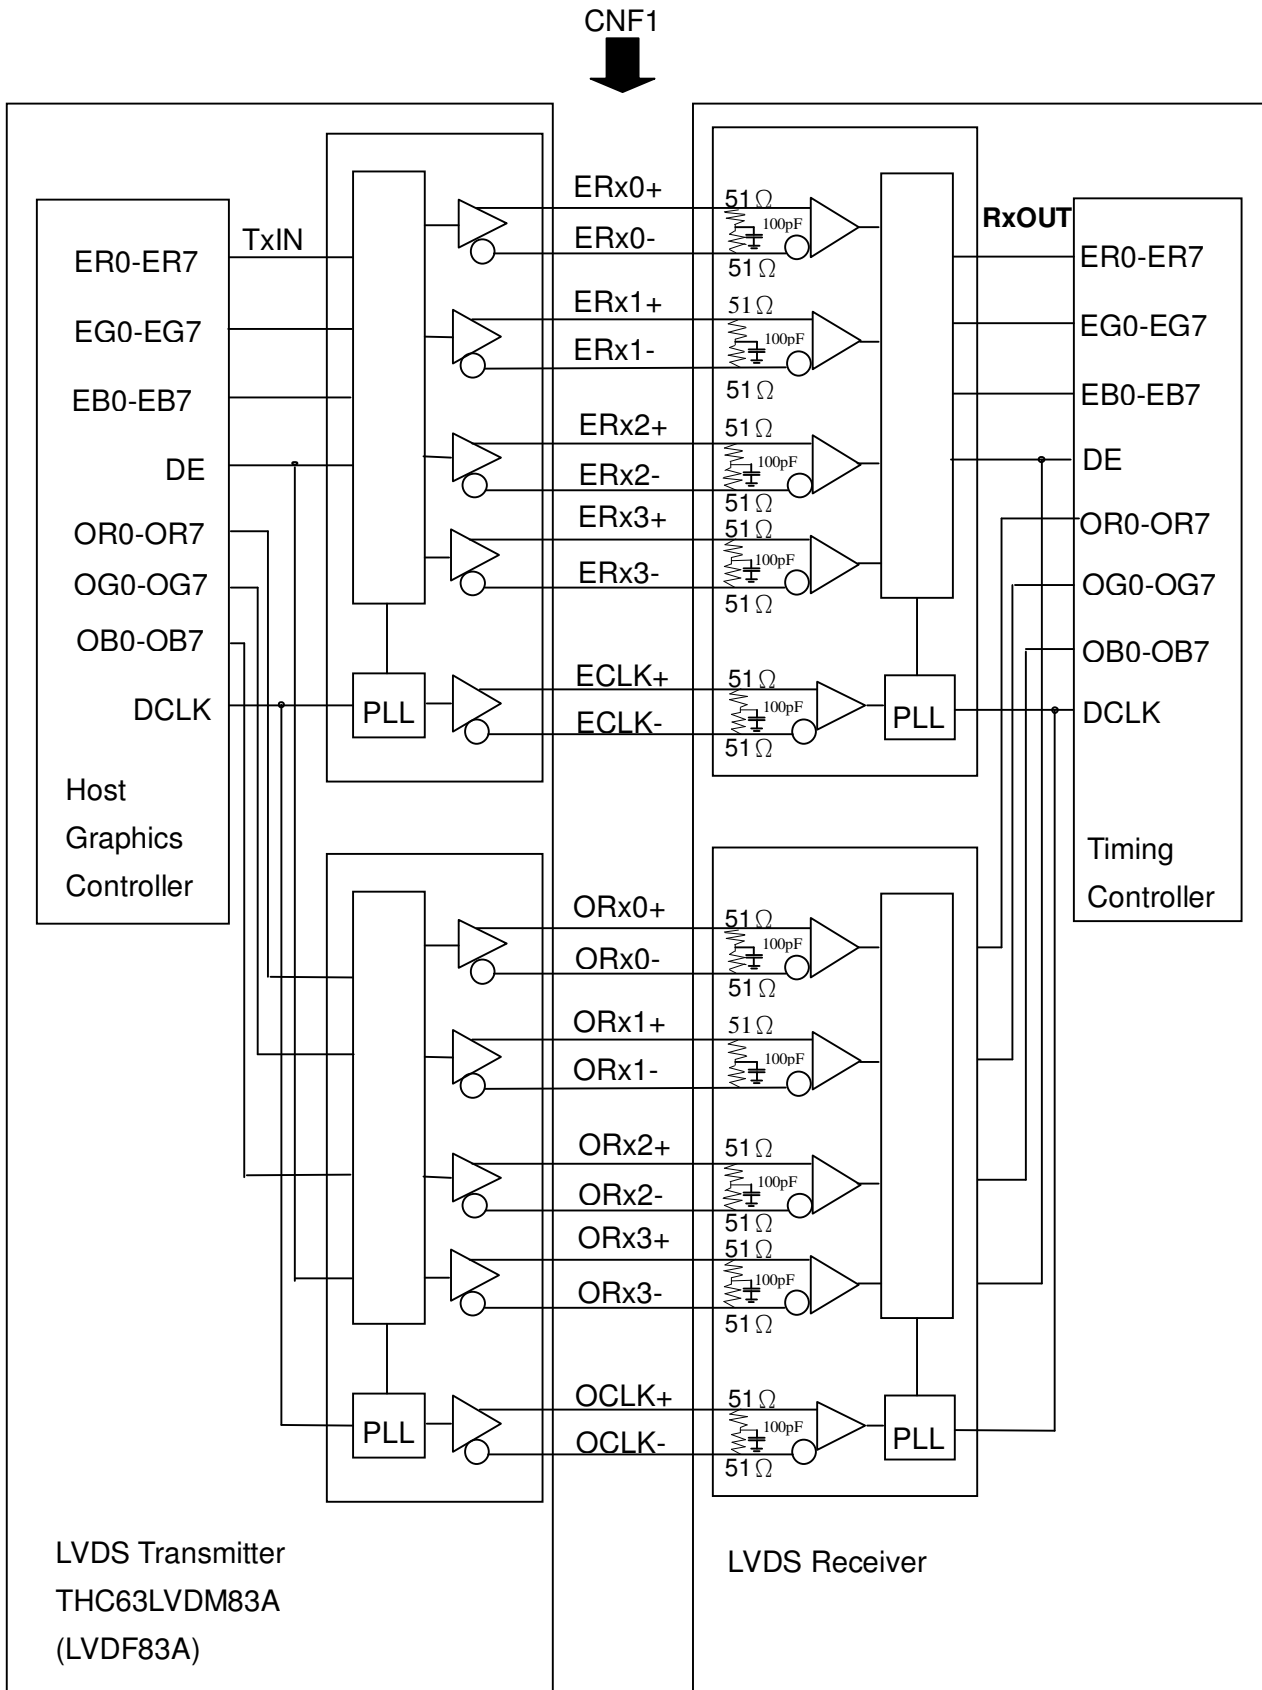 CNF1
ER0-ER7
EG0-EG7
EB0-EB7
DE
OR0-OR7
OG0-OG7
OB0-OB7
DCLK
Host
Graphics
Controller
TxIN
PLL
PLL
ERx0+
ERx0-
ERx1+
ERx1-
ERx2+
ERx2-
ERx3+
ERx3-
ECLK+
ECLK-
ORx0+
ORx0-
ORx1+
ORx1-
ORx2+
ORx2-
ORx3+
ORx3-
OCLK+
OCLK-
51Ω
100pF
51Ω
51Ω
100pF
51Ω
51Ω
100pF
51Ω
51Ω
100pF
51Ω
51Ω
100pF
51Ω
PLL
51Ω
100pF
51Ω
51Ω
100pF
51Ω
51Ω
100pF
51Ω
51Ω
100pF
51Ω
51Ω
100pF
51Ω
PLL
RxOUT
ER0-ER7
EG0-EG7
EB0-EB7
DE
OR0-OR7
OG0-OG7
OB0-OB7
DCLK
Timing
Controller
LVDS Transmitter
THC63LVDM83A
(LVDF83A)
LVDS Receiver